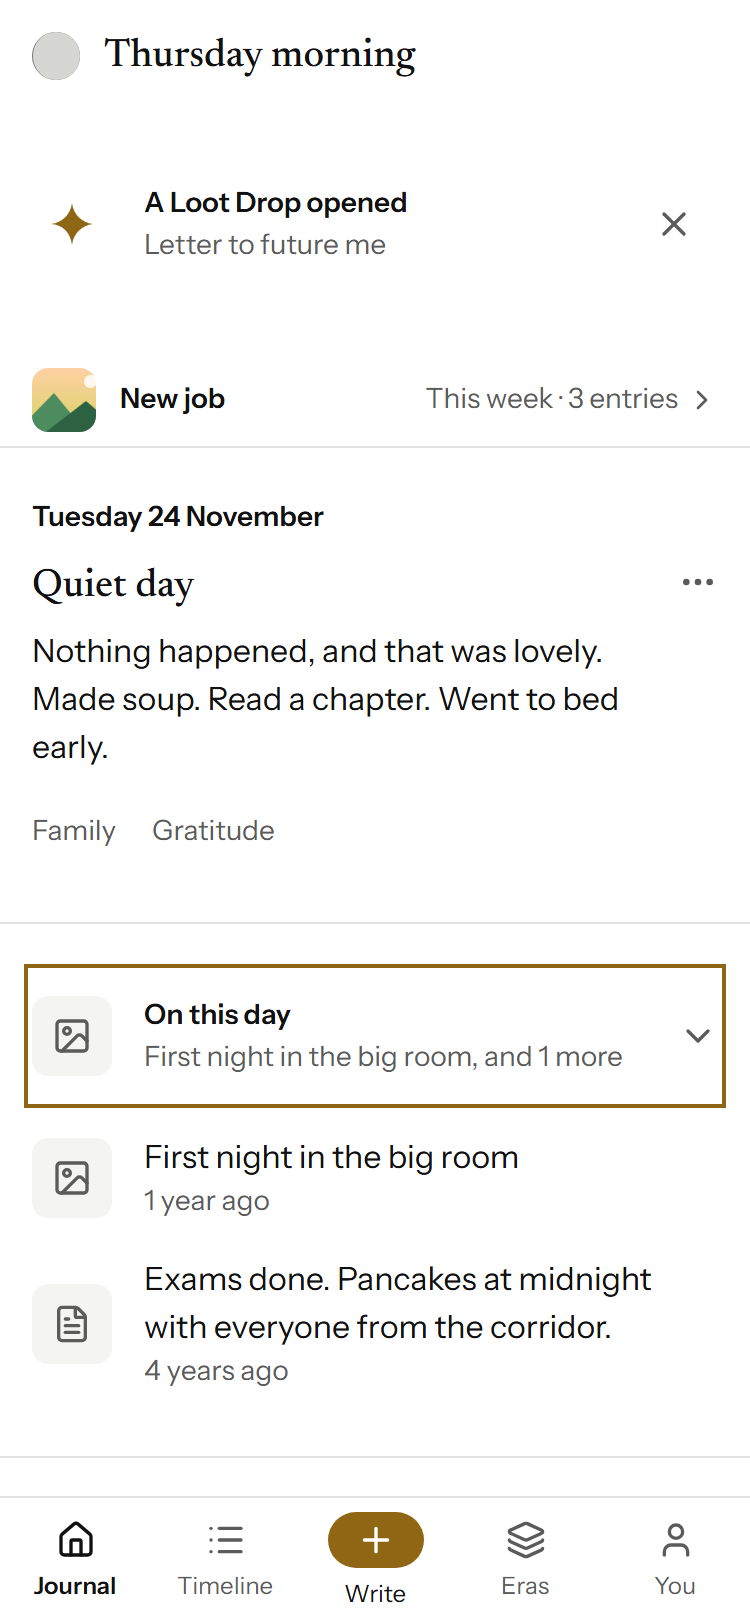 Thursday morning
A Loot Drop opened
Letter to future me
New job
This week · 3 entries
Tuesday 24 November
Quiet day
Nothing happened, and that was lovely.
Made soup. Read a chapter. Went to bed
early.
Family Gratitude
On this day
First night in the big room, and 1 more
First night in the big room
1 year ago
Exams done. Pancakes at midnight
with everyone from the corridor.
4 years ago
Journal Timeline Write Eras You